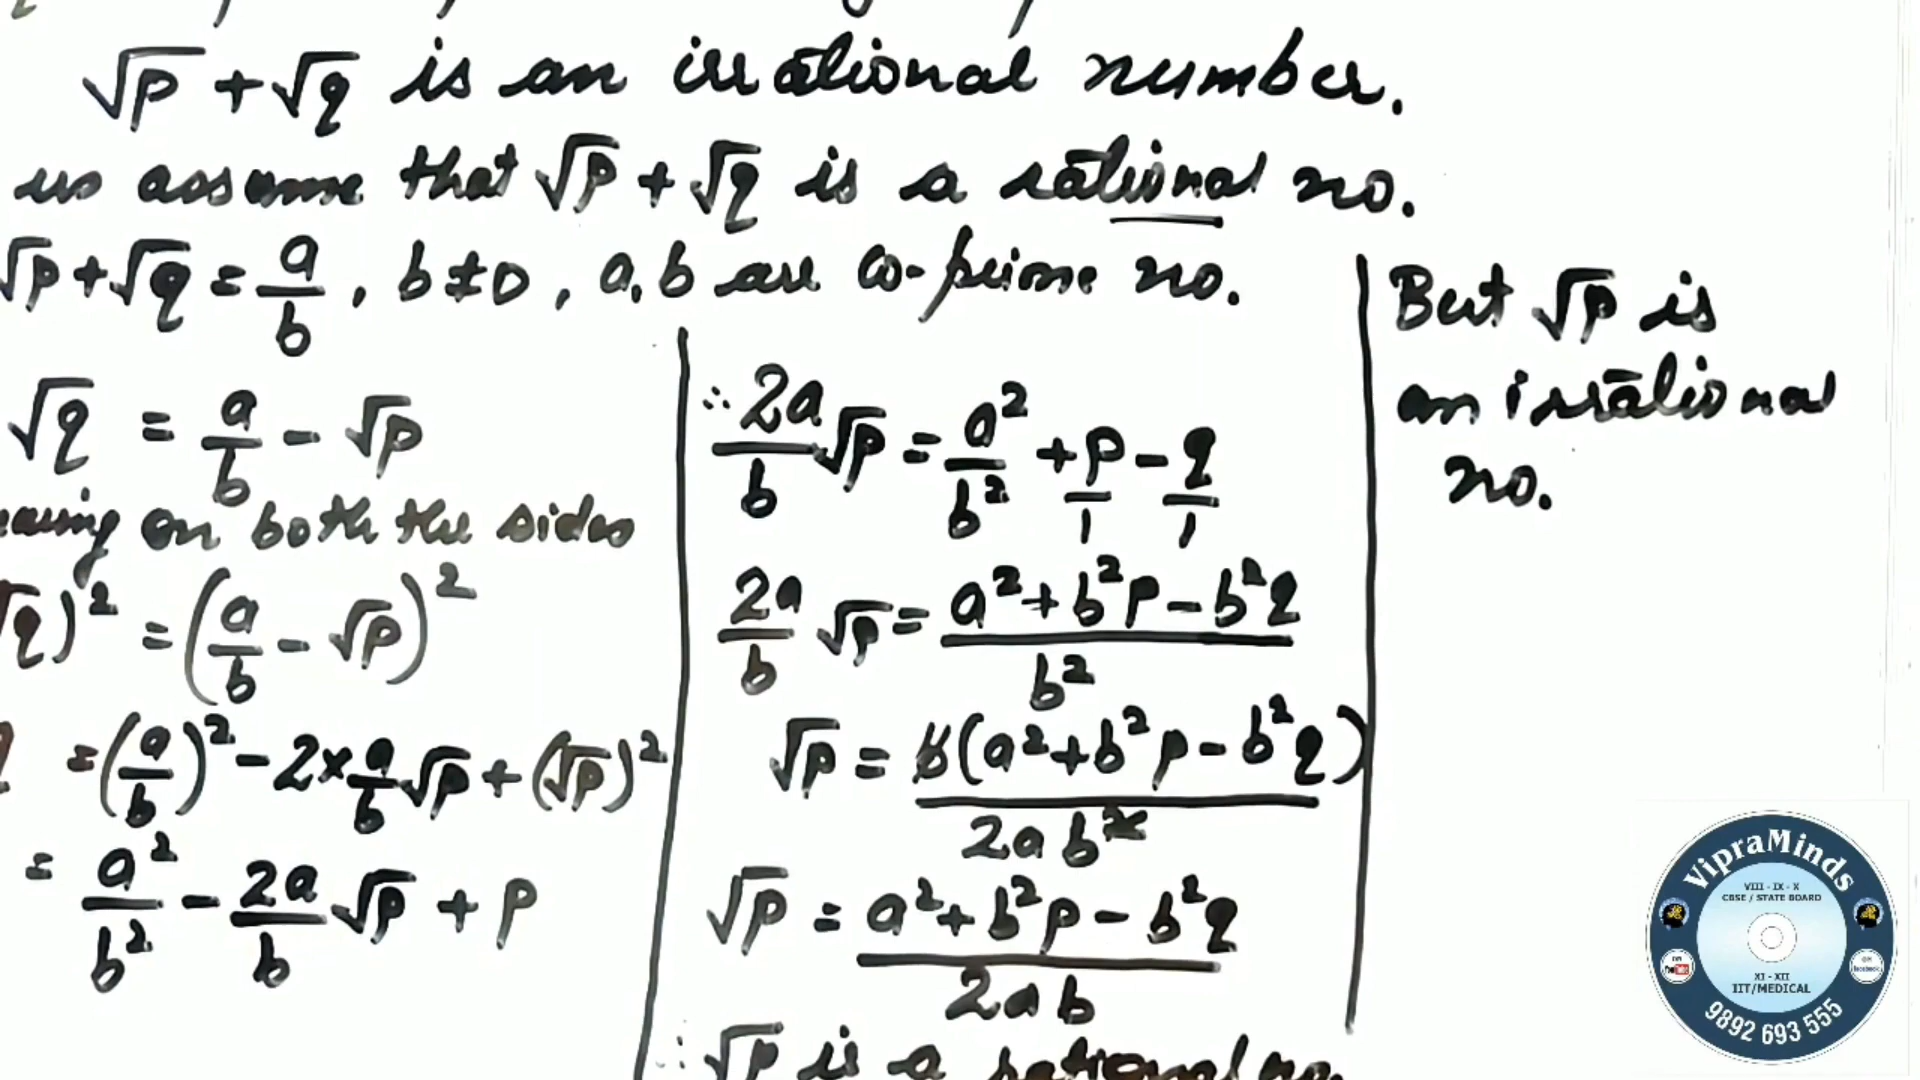 √p + √q is an irrational number.
us assume that √p + √q is a rational no.
√p + √q = a/b, b ≠ 0, a, b are co-prime no.
√q = a/b - √p
on both the sides
√q)² = (a/b - √p)²
= (a/b)² - 2 × a/b √p + (√p)²
= a²/b² - 2a/b √p + p
∴ 2a/b √p = a²/b² + p/1 - q/1
2a/b √p = (a² + b²p - b²q)/b²
√p = b(a² + b²p - b²q)/2ab²
√p = (a² + b²p - b²q)/2ab
∴ √p is a rational no.
But √p is
an irrational
no.
VipraMinds
VIII - IX - X
CBSE / STATE BOARD
XI - XII
IIT/MEDICAL
9892 693 555